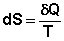 dS = δQ/T